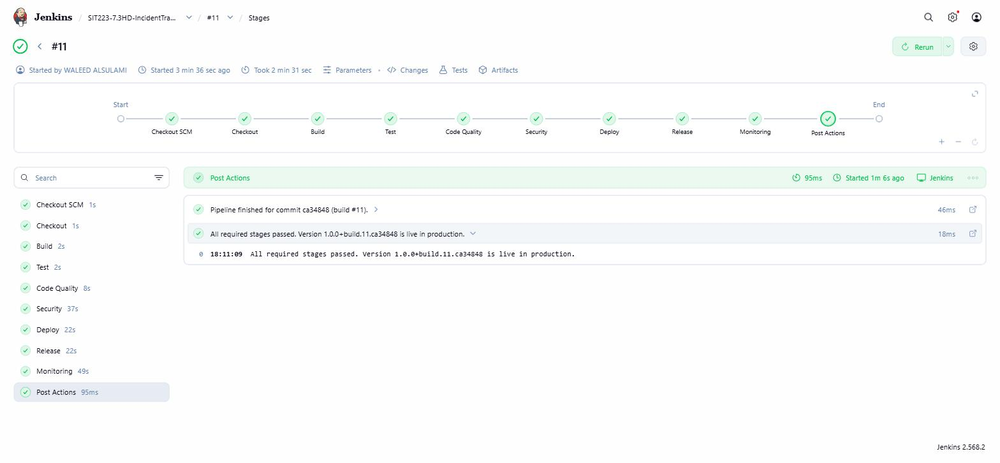 Jenkins / SIT223-7.3HD-IncidentTra... / #11 / Stages
#11
Rerun
Started by WALEED ALSULAMI Started 3 min 36 sec ago Took 2 min 31 sec Parameters Changes Tests Artifacts
Start End
Checkout SCM Checkout Build Test Code Quality Security Deploy Release Monitoring Post Actions
Search
Checkout SCM 1s
Checkout 1s
Build 2s
Test 2s
Code Quality 8s
Security 37s
Deploy 22s
Release 22s
Monitoring 49s
Post Actions 95ms
Post Actions 95ms Started 1m 6s ago Jenkins
Pipeline finished for commit ca34848 (build #11). 46ms
All required stages passed. Version 1.0.0+build.11.ca34848 is live in production. 18ms
0 18:11:09 All required stages passed. Version 1.0.0+build.11.ca34848 is live in production.
Jenkins 2.568.2